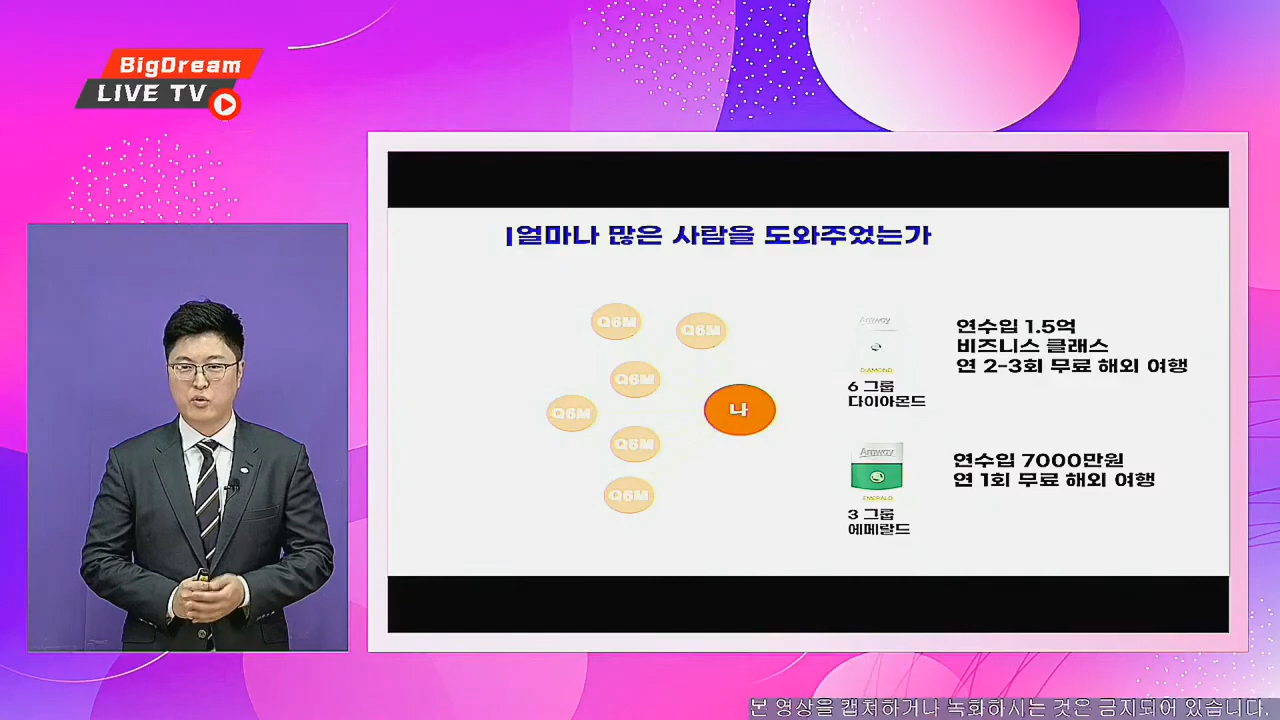 BigDream
LIVE TV
얼마나 많은 사람을 도와주었는가
Q6M
Q6M
Q6M
Q6M
Q6M
Q6M
나
Amway
DIAMOND
6 그룹
다이아몬드
연수입 1.5억
비즈니스 클래스
연 2-3회 무료 해외 여행
Amway
EMERALD
3 그룹
에메랄드
연수입 7000만원
연 1회 무료 해외 여행
본 영상을 캡쳐하거나 녹화하시는 것은 금지되어 있습니다.